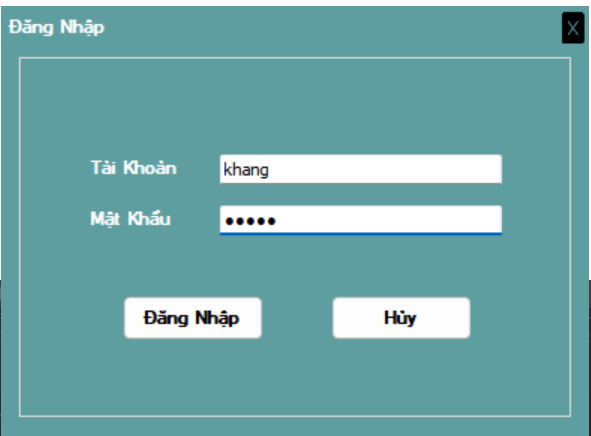 Đăng Nhập
X
Tài Khoản
khang
Mật Khẩu
●●●●●
Đăng Nhập
Hủy